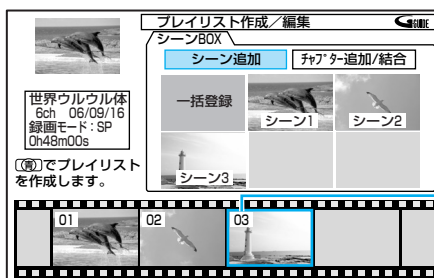 プレイリスト作成／編集
G-GUIDE
シーンBOX
シーン追加
ﾁｬﾌﾟﾀｰ追加/結合
世界ウルウル体
6ch 06/09/16
録画モード：SP
0h48m00s
青でプレイリスト
を作成します。
一括登録
シーン1
シーン2
シーン3
01
02
03